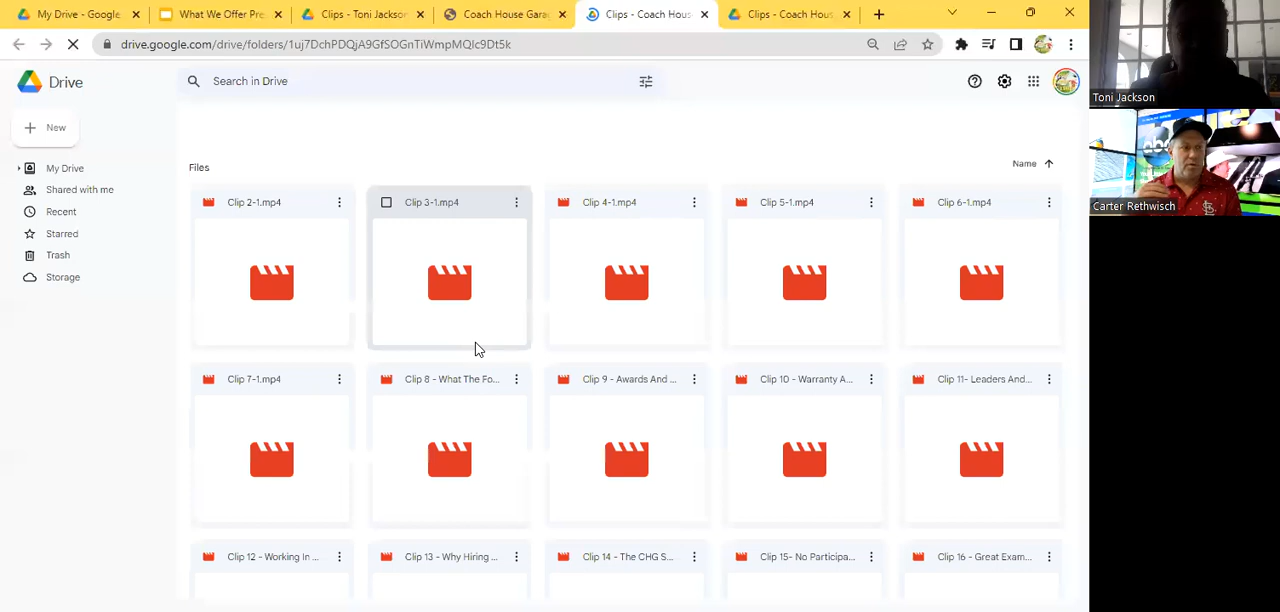 My Drive - Google
What We Offer Pre
Clips - Toni Jackson
Coach House Garag
Clips - Coach Hous
Clips - Coach Hous
drive.google.com/drive/folders/1uj7DchPDQjA9GfSOGnTiWmpMQlc9Dt5k
Drive
Search in Drive
New
My Drive
Shared with me
Recent
Starred
Trash
Storage
Files
Name
Clip 2-1.mp4
Clip 3-1.mp4
Clip 4-1.mp4
Clip 5-1.mp4
Clip 6-1.mp4
Clip 7-1.mp4
Clip 8 - What The Fo...
Clip 9 - Awards And ...
Clip 10 - Warranty A...
Clip 11- Leaders And...
Clip 12 - Working In ...
Clip 13 - Why Hiring ...
Clip 14 - The CHG S...
Clip 15- No Participa...
Clip 16 - Great Exam...
Toni Jackson
abc
Carter Rethwisch